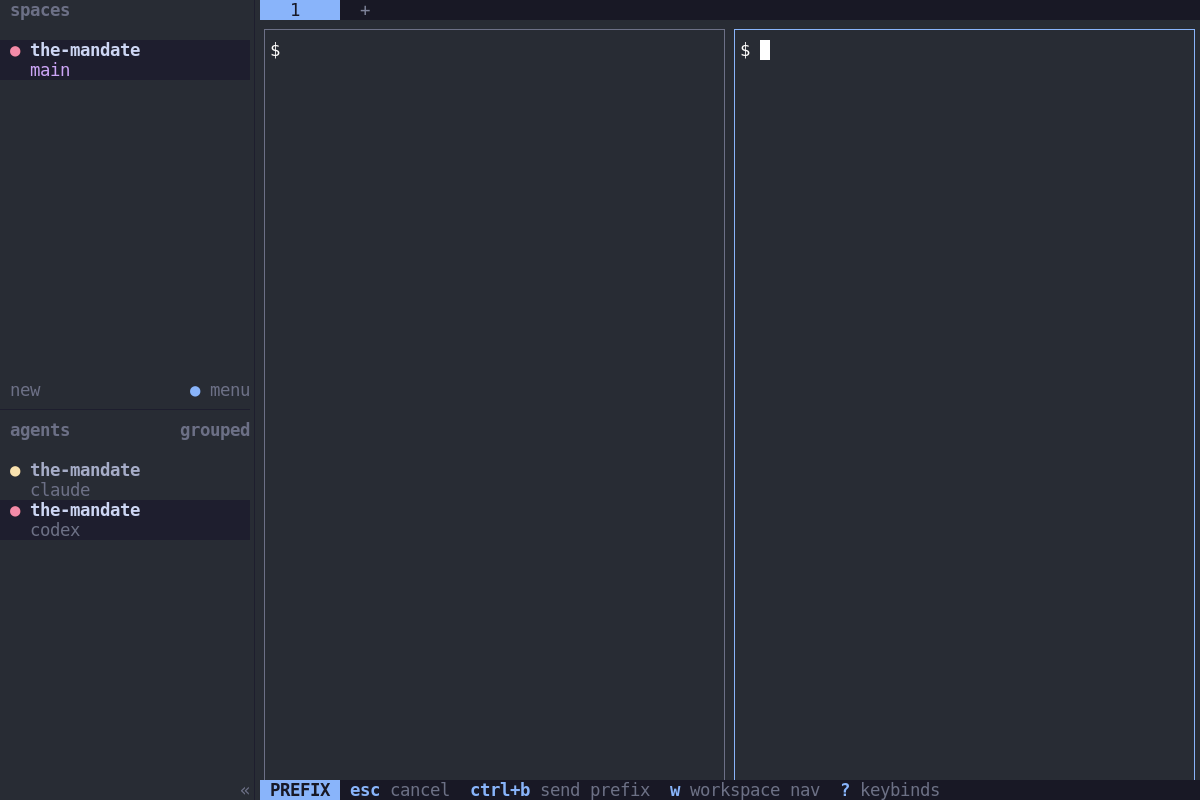 spaces
● the-mandate
main
new ● menu
agents grouped
● the-mandate
claude
● the-mandate
codex
«
1 +
$
$
PREFIX esc cancel ctrl+b send prefix w workspace nav ? keybinds